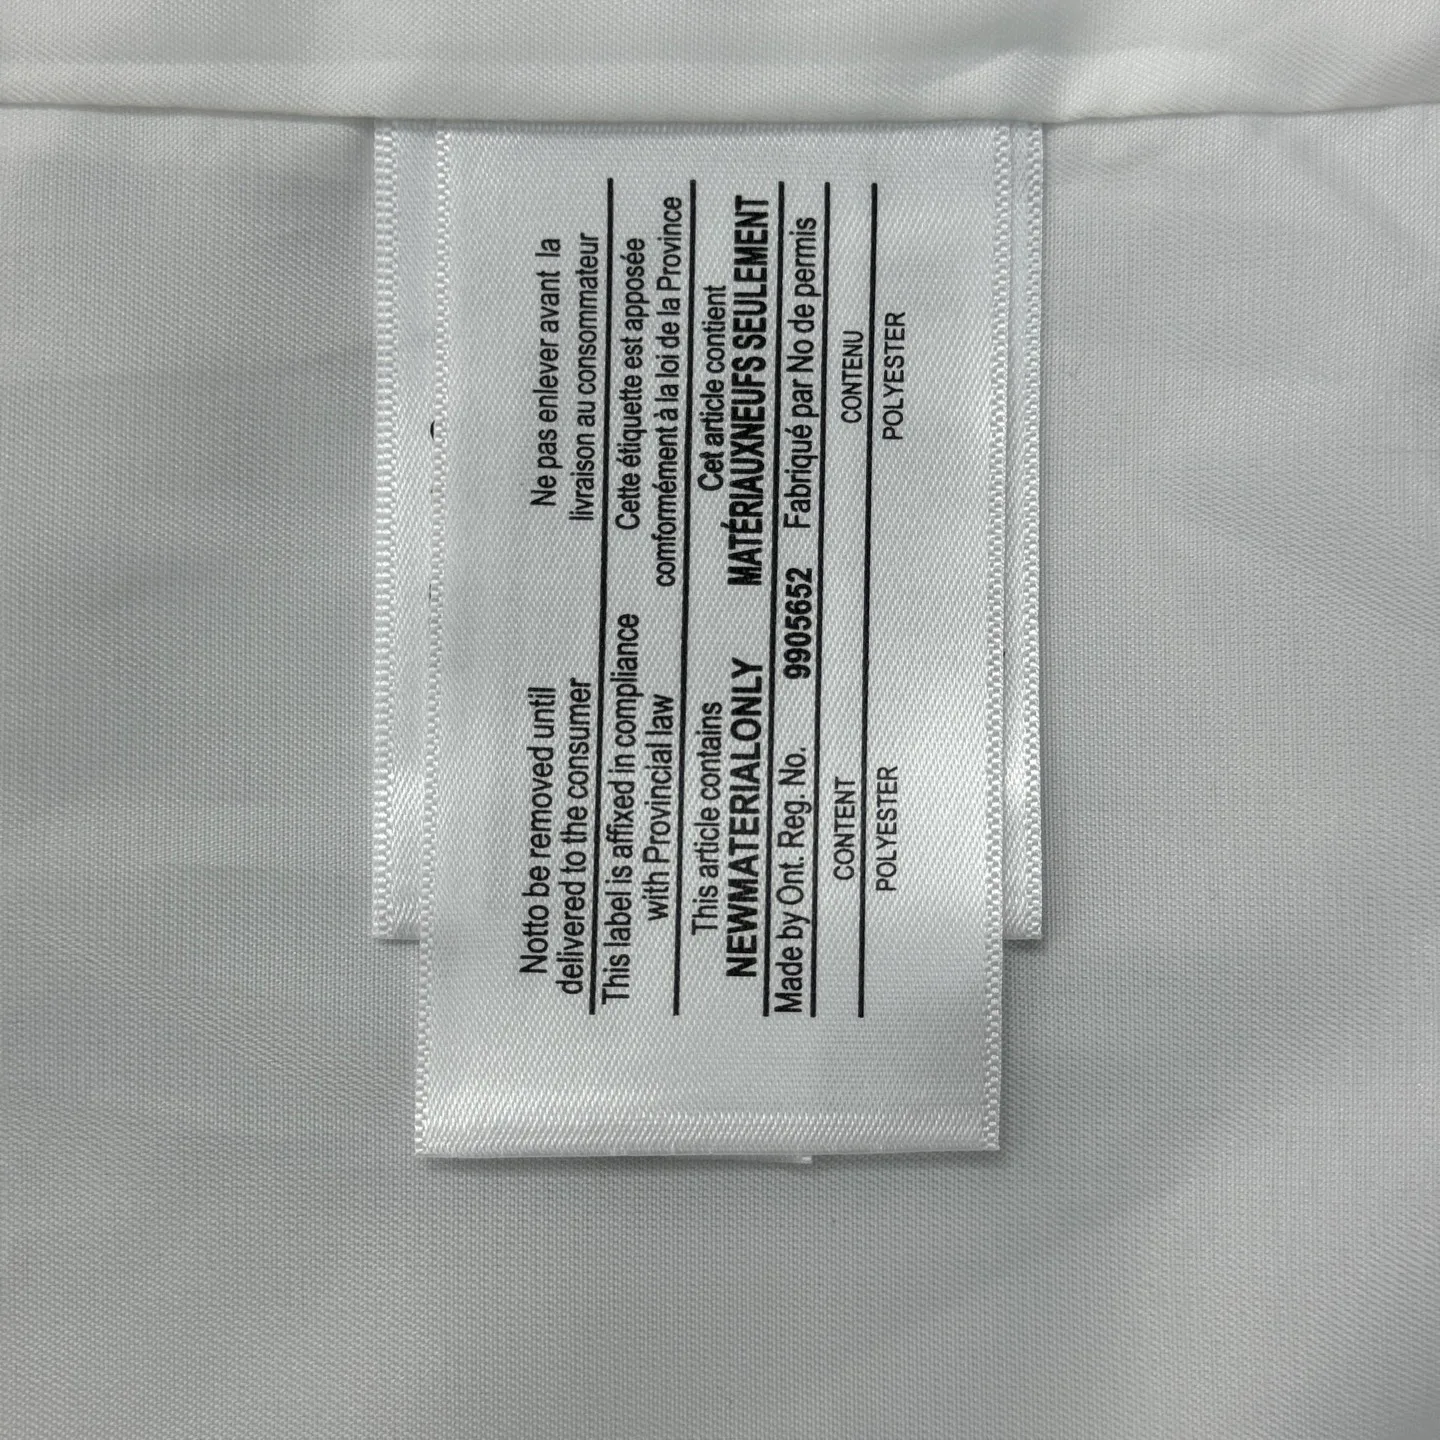 Notto be removed until
delivered to the consumer
Ne pas enlever avant la
livraison au consommateur
This label is affixed in compliance
with Provincial law
Cette étiquette est apposée
comformément à la loi de la Province
This article contains
NEWMATERIALONLY
Cet article contient
MATÉRIAUXNEUFS SEULEMENT
Made by Ont. Reg. No. 9905652 Fabriqué par No de permis
CONTENT CONTENU
POLYESTER POLYESTER